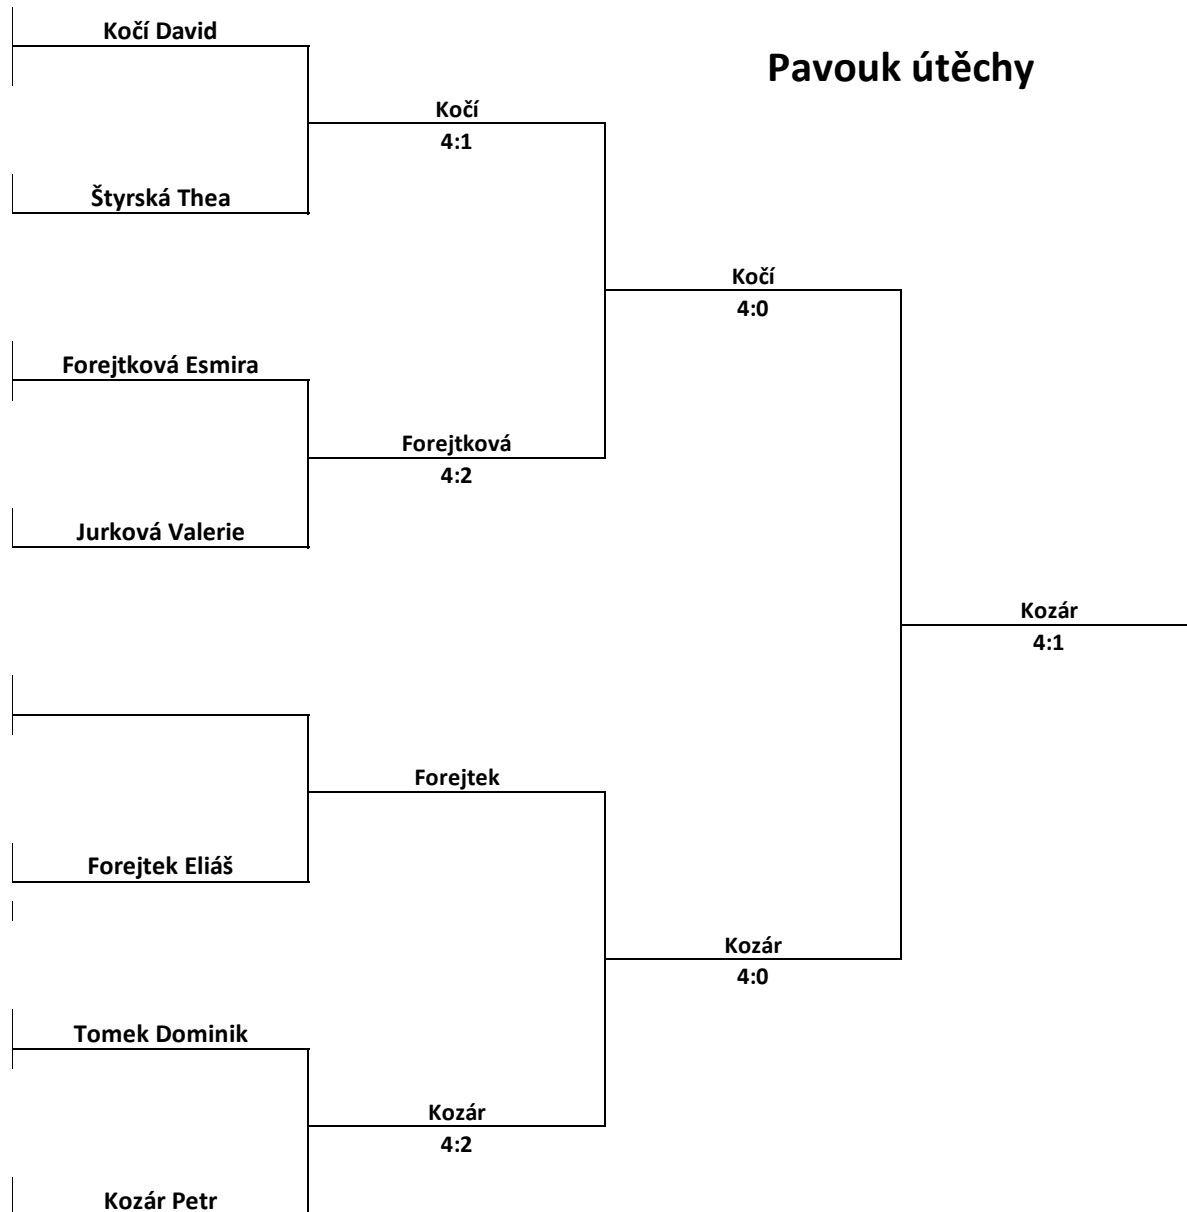 Kočí David
Pavouk útěchy
Kočí
4:1
Štyrská Thea
Kočí
4:0
Forejtková Esmira
Forejtková
4:2
Jurková Valerie
Kozár
4:1
Forejtek
Forejtek Eliáš
Kozár
4:0
Tomek Dominik
Kozár
4:2
Kozár Petr